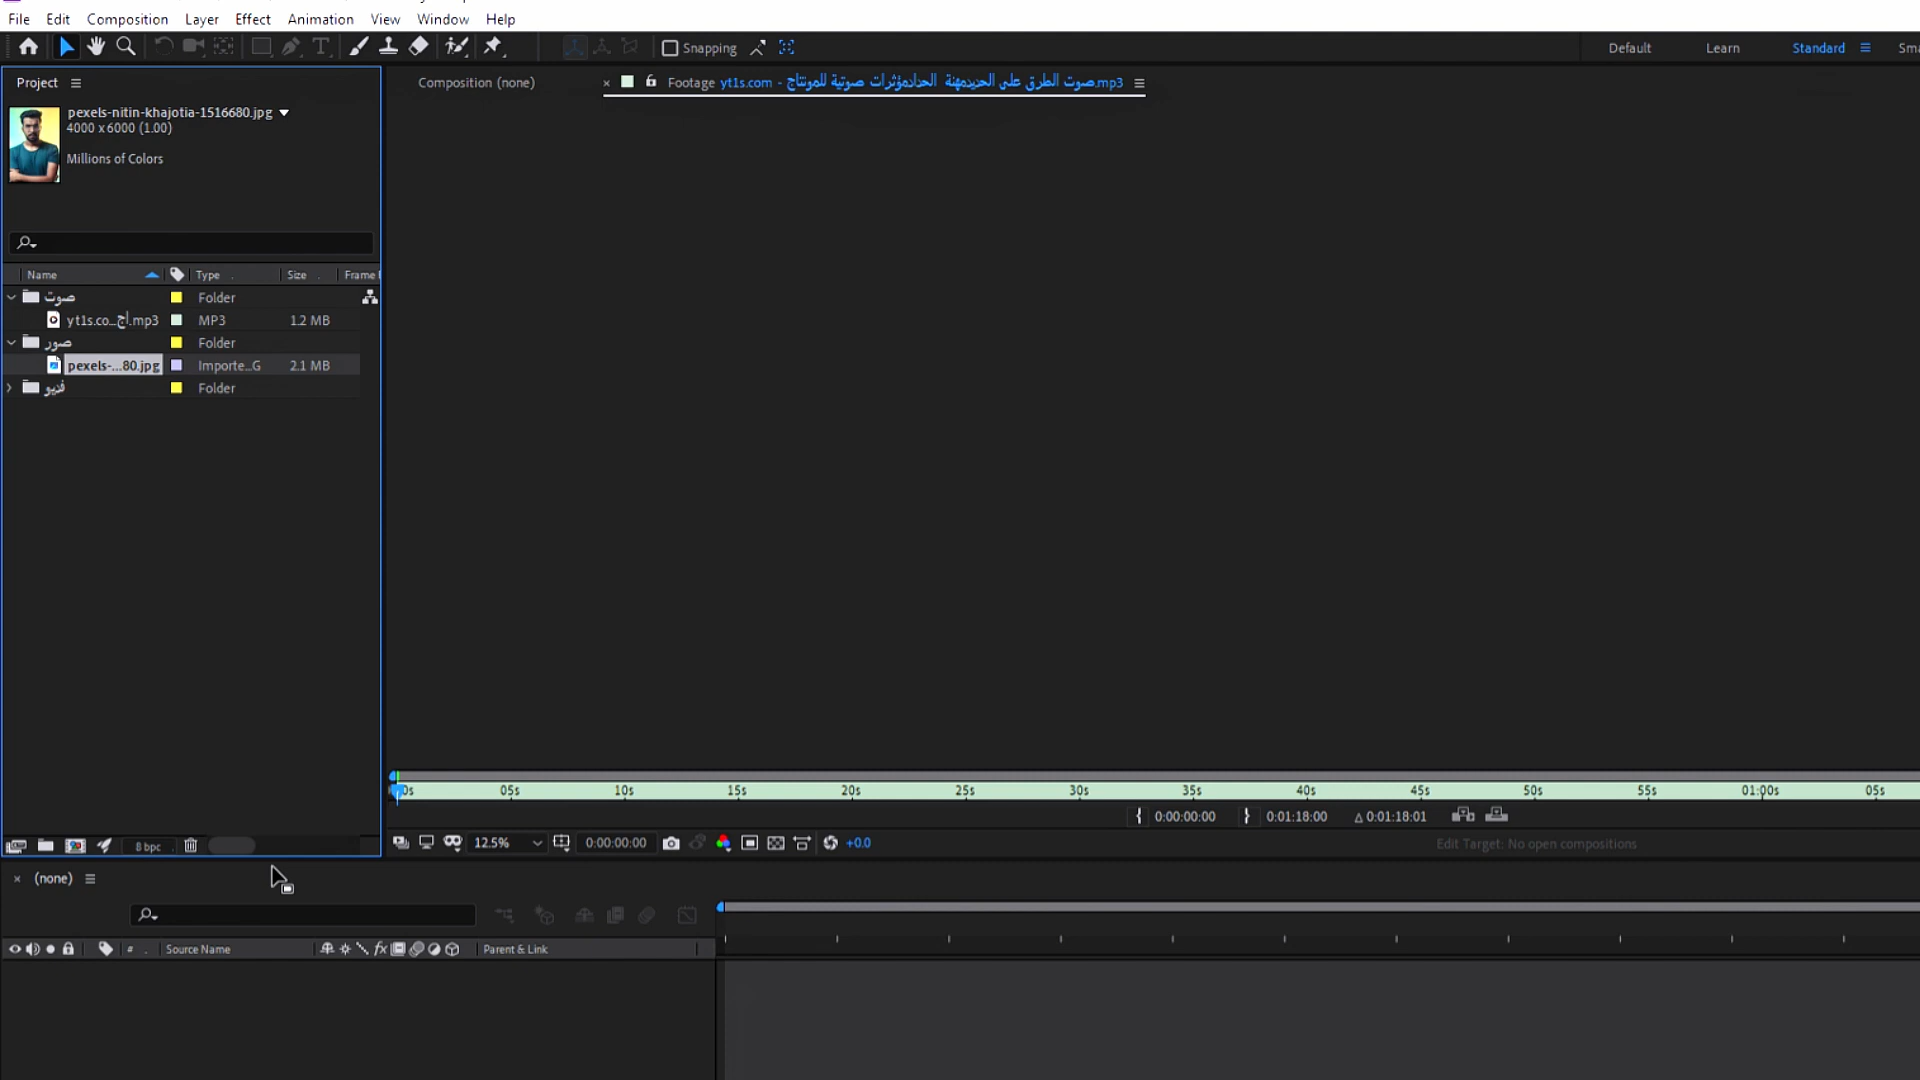 File Edit Composition Layer Effect Animation View Window Help
Snapping
Default Learn Standard
Project
Composition (none)
Footage yt1s.com - صوت الطرق على الحديدمهنة الحدادمؤثرات صوتية للمونتاج.mp3
pexels-nitin-khajotia-1516680.jpg
4000 x 6000 (1.00)
Millions of Colors
Name Type Size Frame
صوت Folder
yt1s.co...اج.mp3 MP3 1.2 MB
صور Folder
pexels-...80.jpg Importe...G 2.1 MB
فديو Folder
05s 10s 15s 20s 25s 30s 35s 40s 45s 50s 55s 01:00s 05s
{ 0:00:00:00 } 0:01:18:00 Δ 0:01:18:01
8 bpc
12.5% 0:00:00:00 +0.0
Edit Target: No open compositions
(none)
# Source Name fx Parent & Link